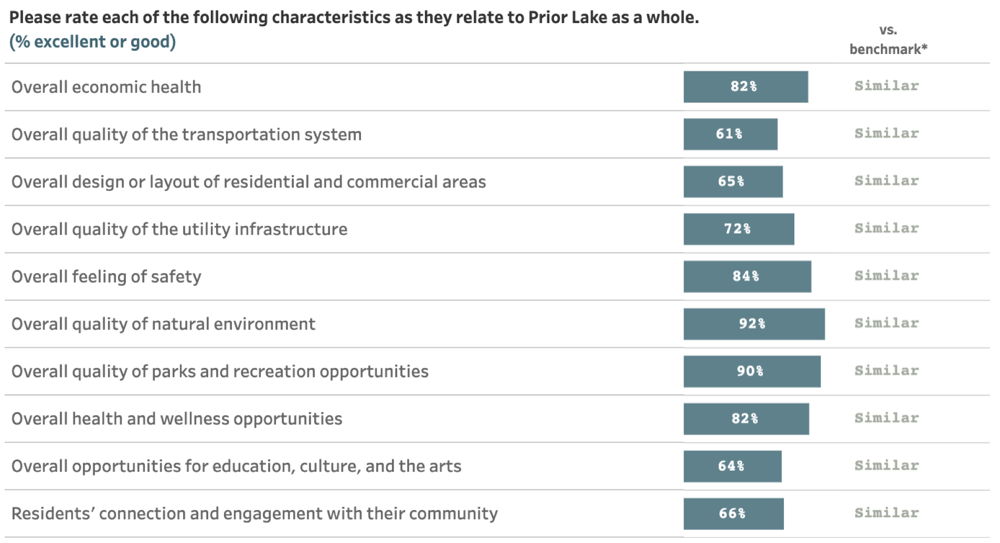 Please rate each of the following characteristics as they relate to Prior Lake as a whole.
(% excellent or good)
vs.
benchmark*
Overall economic health 82% Similar
Overall quality of the transportation system 61% Similar
Overall design or layout of residential and commercial areas 65% Similar
Overall quality of the utility infrastructure 72% Similar
Overall feeling of safety 84% Similar
Overall quality of natural environment 92% Similar
Overall quality of parks and recreation opportunities 90% Similar
Overall health and wellness opportunities 82% Similar
Overall opportunities for education, culture, and the arts 64% Similar
Residents’ connection and engagement with their community 66% Similar